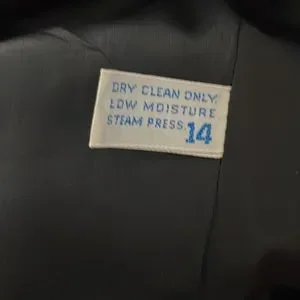 DRY CLEAN ONLY.
LOW MOISTURE
STEAM PRESS. 14